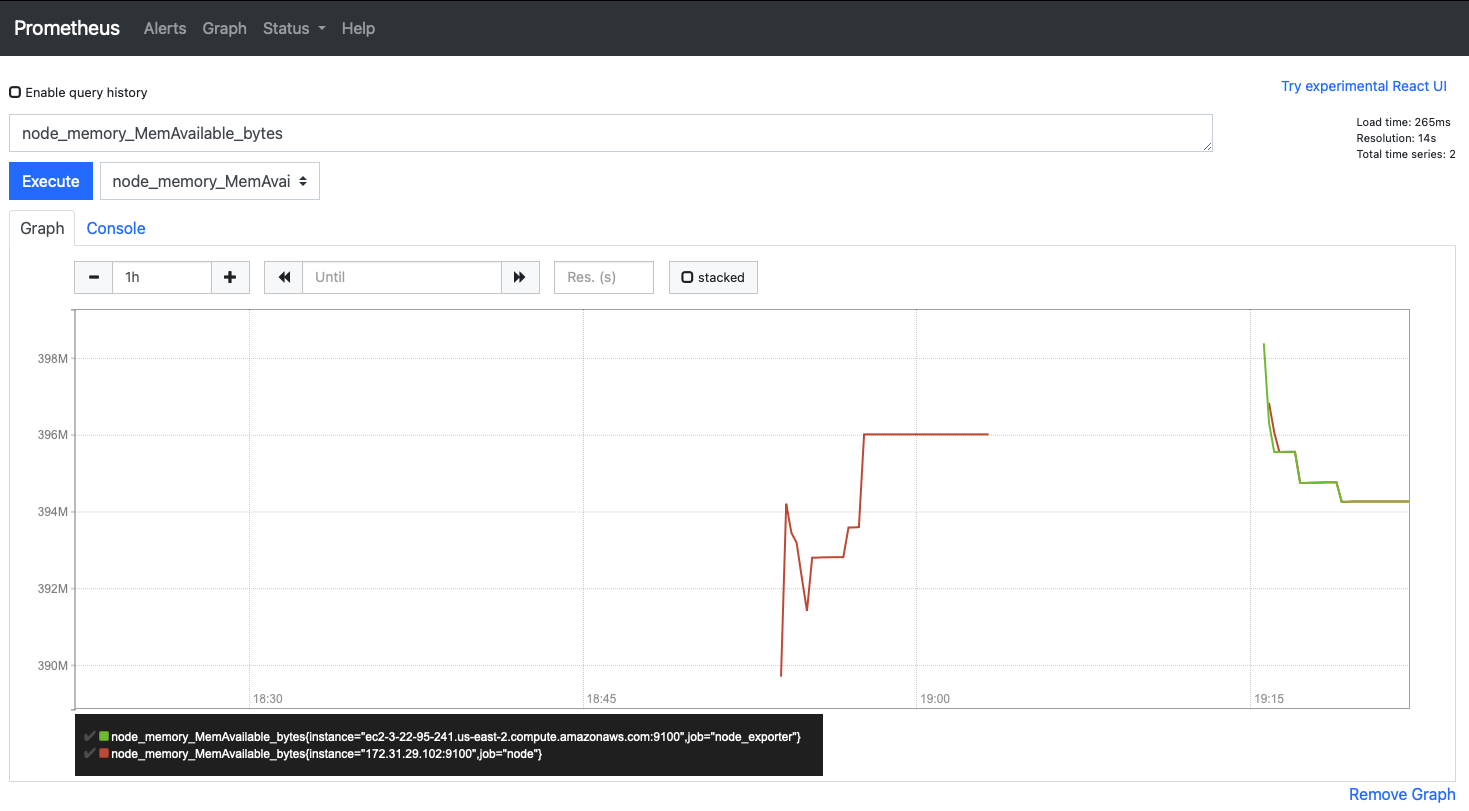 Prometheus Alerts Graph Status Help
Enable query history
Try experimental React UI
node_memory_MemAvailable_bytes
Load time: 265ms
Resolution: 14s
Total time series: 2
Execute node_memory_MemAvai
Graph Console
1h Until Res. (s) stacked
398M
396M
394M
392M
390M
18:30 18:45 19:00 19:15
node_memory_MemAvailable_bytes{instance="ec2-3-22-95-241.us-east-2.compute.amazonaws.com:9100",job="node_exporter"}
node_memory_MemAvailable_bytes{instance="172.31.29.102:9100",job="node"}
Remove Graph